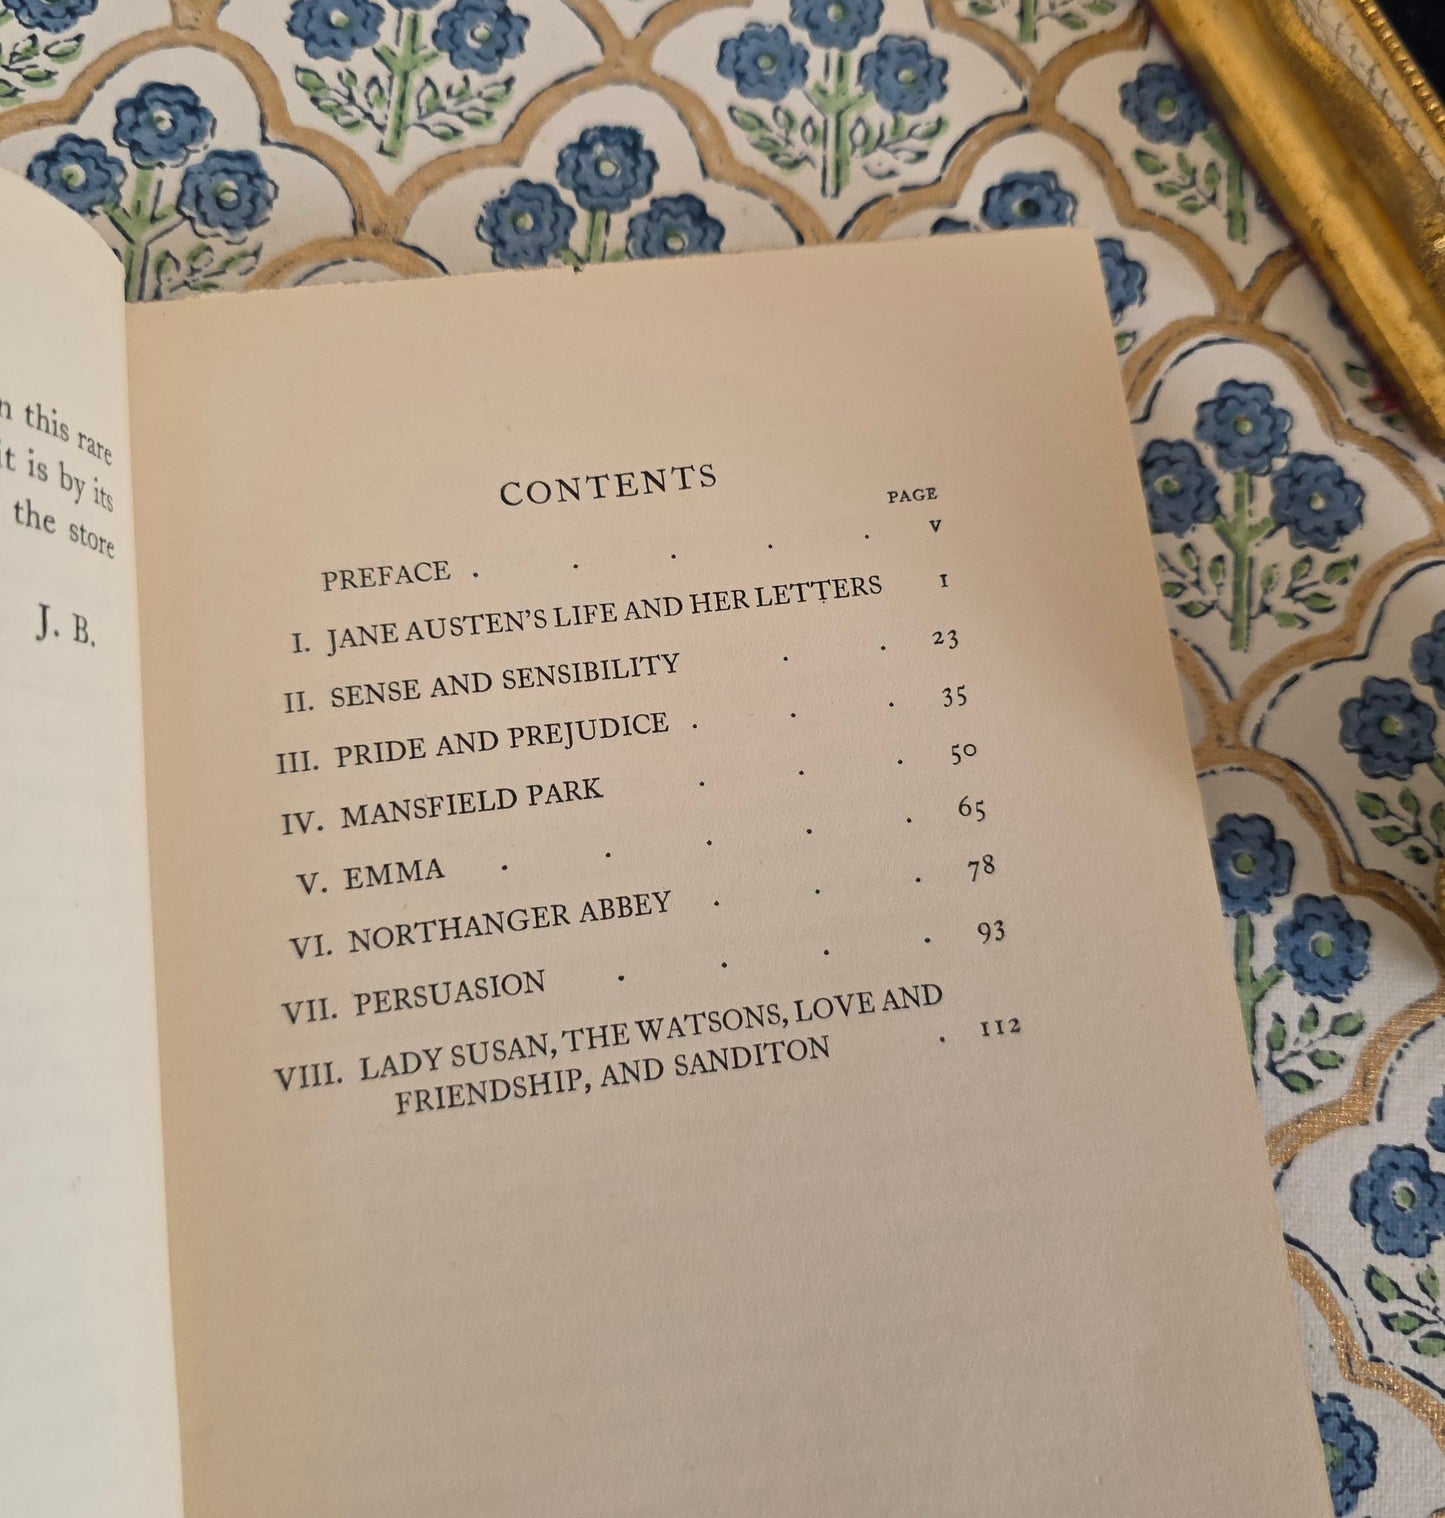 n this rare
it is by its
the store
J. B.
CONTENTS
PAGE
PREFACE . . . . . V
I. JANE AUSTEN'S LIFE AND HER LETTERS 1
II. SENSE AND SENSIBILITY . . 23
III. PRIDE AND PREJUDICE . . . 35
IV. MANSFIELD PARK . . . 50
V. EMMA . . . . . 65
VI. NORTHANGER ABBEY . . . 78
VII. PERSUASION . . . . 93
VIII. LADY SUSAN, THE WATSONS, LOVE AND
FRIENDSHIP, AND SANDITON . 112